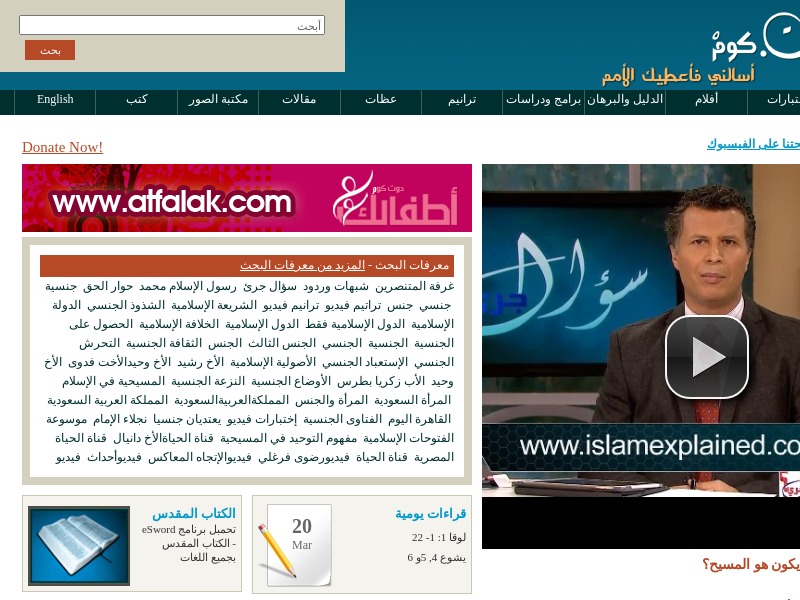 أبحث
بحث
كومْ
أسألني فأعطيك الأمم
أفلام
الدليل والبرهان
برامج ودراسات
ترانيم
عظات
مقالات
مكتبة الصور
كتب
English
على الفيسبوك
Donate Now!
www.atfalak.com
أطفالك
دوت كوم
معرفات البحث - المزيد من معرفات البحث
غرفة المتنصرين شبهات وردود سؤال جرئ رسول الإسلام محمد حوار الحق جنسية
جنسي جنس تراتيم فيديو ترانيم فيديو الشريعة الإسلامية الشذوذ الجنسي الدولة
الإسلامية الدول الإسلامية فقط الدول الإسلامية الخلافة الإسلامية الحصول على
الجنسية الجنسية الجنسي الجنس الثالث الجنس الثقافة الجنسية التحرش
الجنسي الإستعباد الجنسي الأصولية الإسلامية الأخ رشيد الأخ وحيدالأخت فدوى الأخ
وحيد الأب زكريا بطرس الأوضاع الجنسية النزعة الجنسية المسيحية في الإسلام
المرأة السعودية المرأة والجنس المملكةالعربيةالسعودية المملكة العربية السعودية
القاهرة اليوم الفتاوى الجنسية إختبارات فيديو يعتديان جنسيا نجلاء الإمام موسوعة
الفتوحات الإسلامية مفهوم التوحيد في المسيحية قناة الحياةالأخ دانيال قناة الحياة
المصرية قناة الحياة فيديورضوى فرغلي فيديوالإتجاه المعاكس فيديوأحداث فيديو
سؤال
جرئ
www.islamexplained.co
قراءات يومية
لوقا 1: 1- 22
يشوع 4, 5و 6
20
Mar
الكتاب المقدس
تحميل برنامج eSword
- الكتاب المقدس
بجميع اللغات
يكون هو المسيح؟